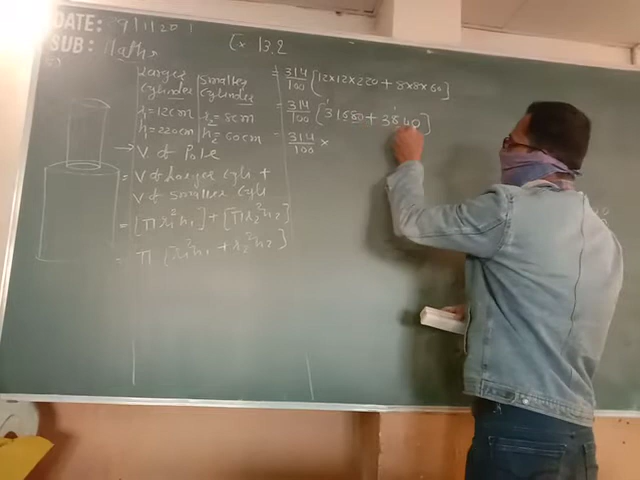 DATE: 9/1/20
SUB: Maths
Ex 13.2
Larger Cylinder
r₁ = 12cm
h₁ = 220cm
Smaller Cylinder
r₂ = 8cm
h₂ = 60cm
→ V of Pole
= V of Larger Cyl +
V of smaller Cyl
= [πr₁²h₁] + [πr₂²h₂]
= π [r₁²h₁ + r₂²h₂]
= 314/100 [12×12×220 + 8×8×60]
= 314/100 [31680 + 3840]
= 314/100 ×